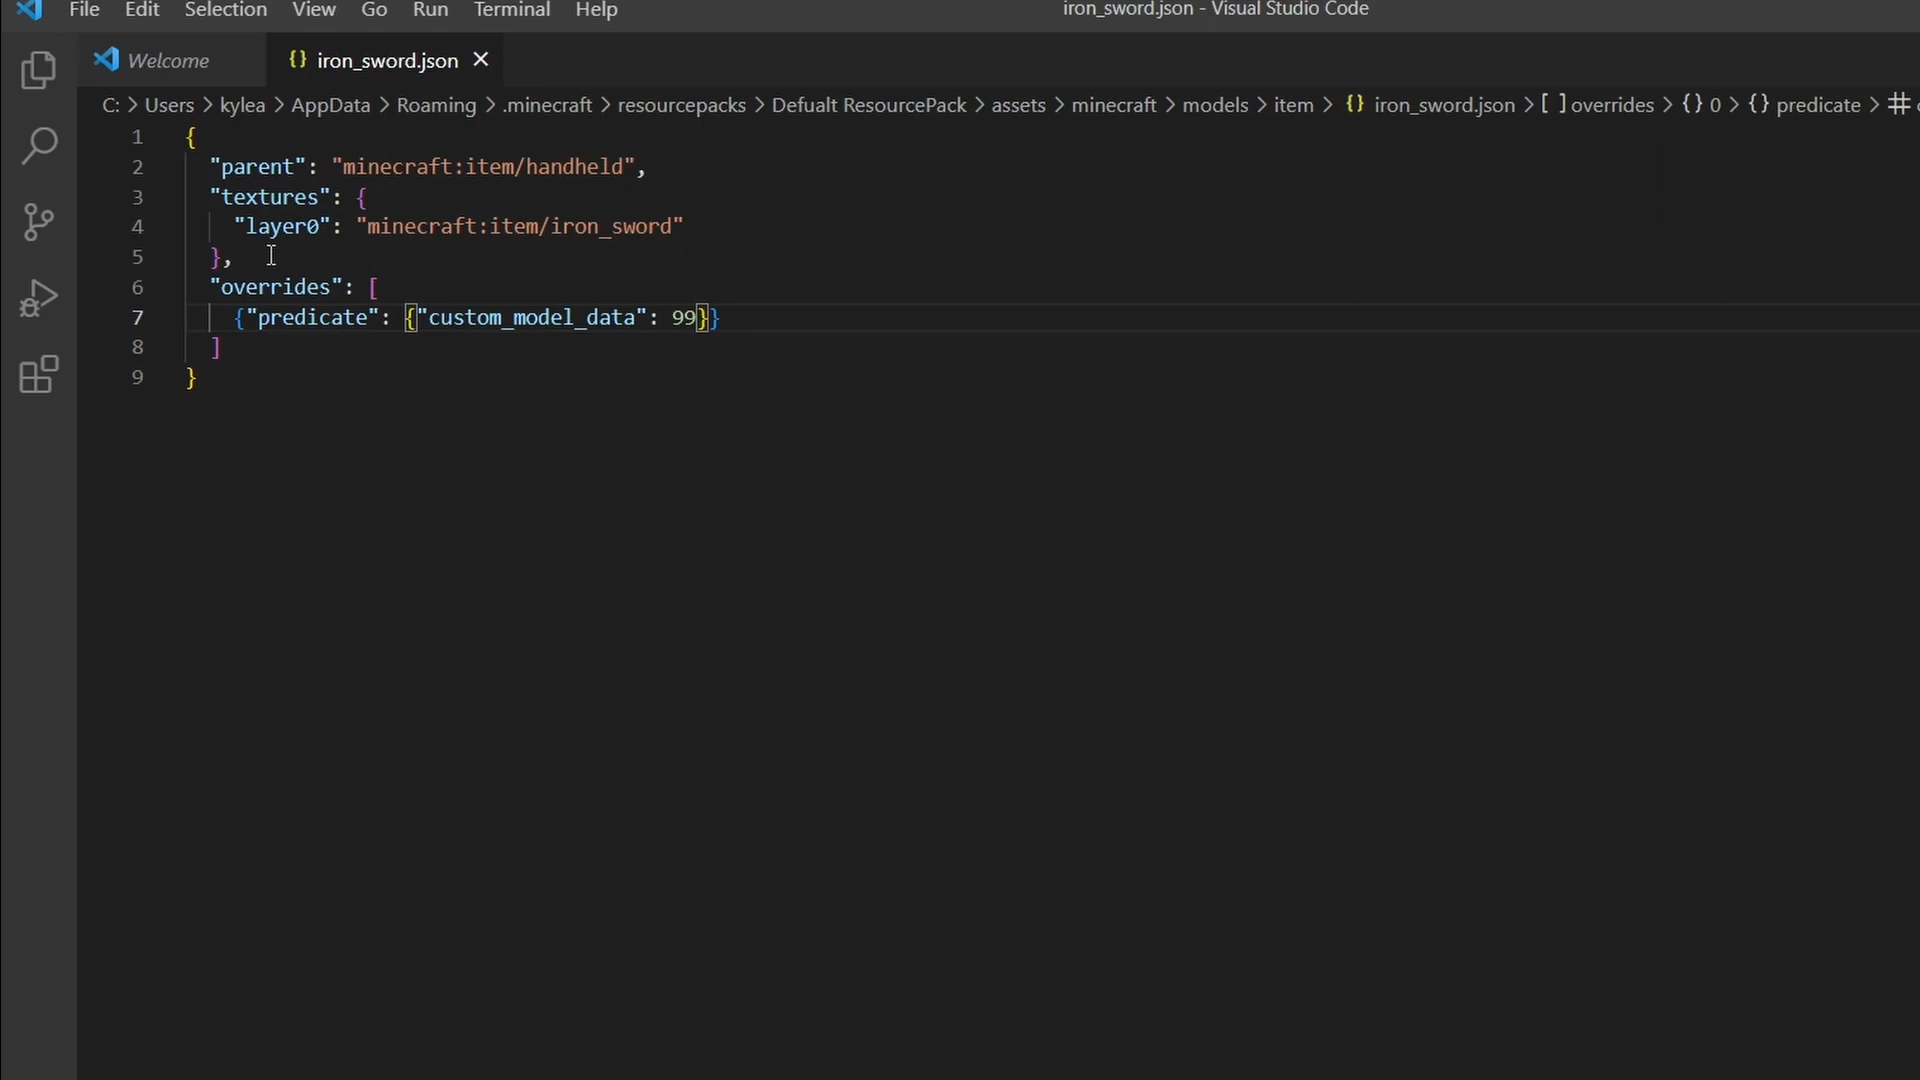 File Edit Selection View Go Run Terminal Help iron_sword.json - Visual Studio Code
Welcome {} iron_sword.json ×
C: > Users > kylea > AppData > Roaming > .minecraft > resourcepacks > Defualt ResourcePack > assets > minecraft > models > item > {} iron_sword.json > [ ] overrides > {} 0 > {} predicate > #
1 {
2 "parent": "minecraft:item/handheld",
3 "textures": {
4 "layer0": "minecraft:item/iron_sword"
5 },
6 "overrides": [
7 {"predicate": {"custom_model_data": 99}}
8 ]
9 }